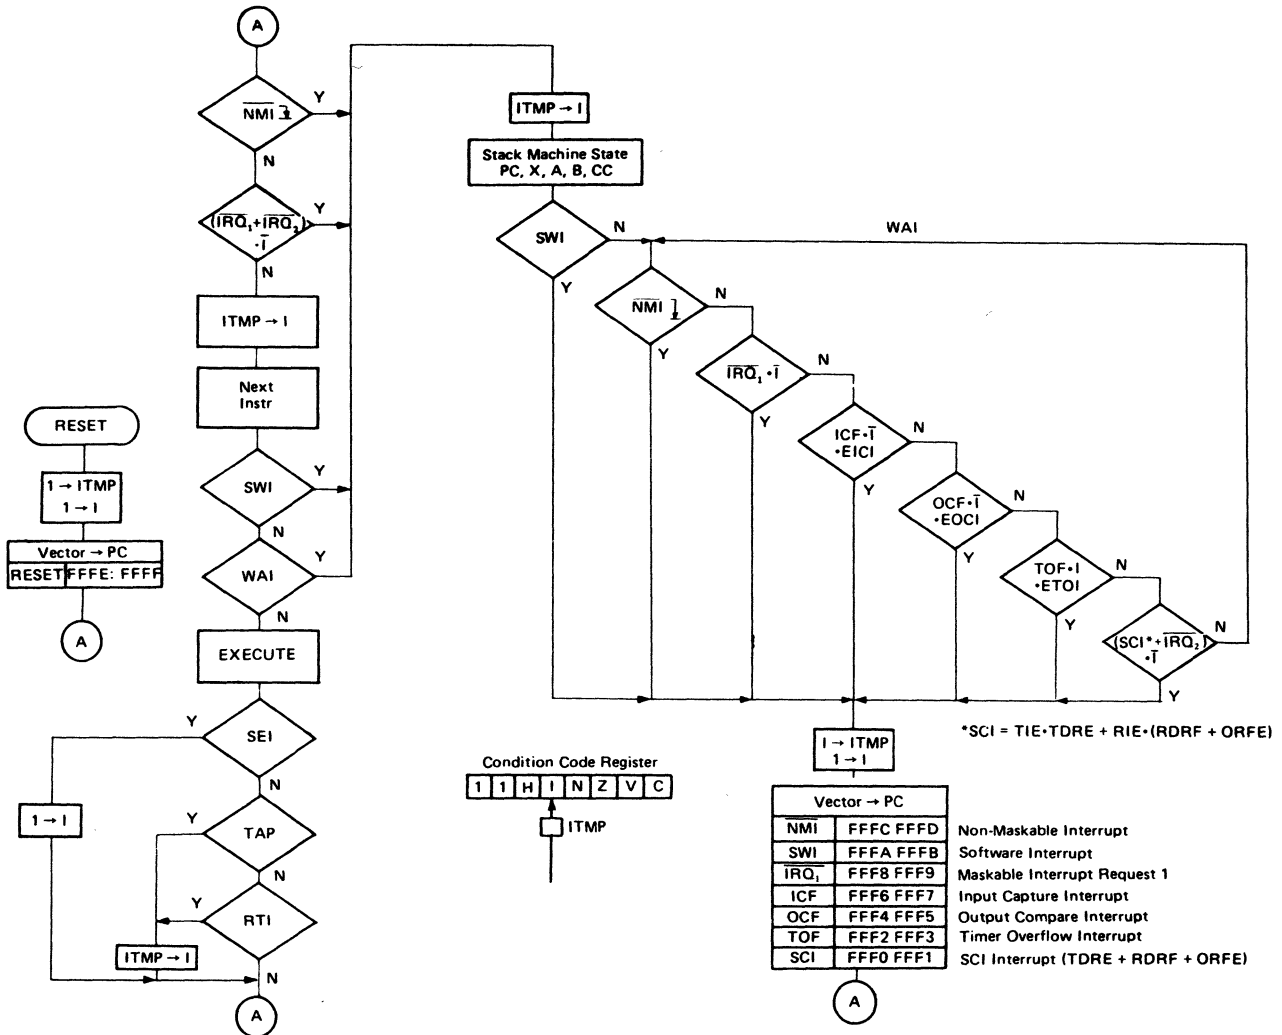 A
NMI
Y
N
(IRQ₁+IRQ₂)
·I
Y
N
ITMP → I
Next
Instr
SWI
Y
N
WAI
Y
N
EXECUTE
SEI
Y
N
1 → I
TAP
Y
N
RTI
Y
ITMP → I
N
A
RESET
1 → ITMP
1 → I
Vector → PC
RESET FFFE: FFFF
A
ITMP → I
Stack Machine State
PC, X, A, B, CC
SWI
N
Y
WAI
NMI
N
Y
IRQ₁·I
N
Y
ICF·I
·EICI
N
Y
OCF·I
·EOCI
N
Y
TOF·I
·ETOI
N
Y
(SCI*+IRQ₂)
·I
N
Y
*SCI = TIE·TDRE + RIE·(RDRF + ORFE)
I → ITMP
1 → I
Condition Code Register
1 1 H I N Z V C
ITMP
Vector → PC
NMI FFFC FFFD Non-Maskable Interrupt
SWI FFFA FFFB Software Interrupt
IRQ₁ FFF8 FFF9 Maskable Interrupt Request 1
ICF FFF6 FFF7 Input Capture Interrupt
OCF FFF4 FFF5 Output Compare Interrupt
TOF FFF2 FFF3 Timer Overflow Interrupt
SCI FFF0 FFF1 SCI Interrupt (TDRE + RDRF + ORFE)
A